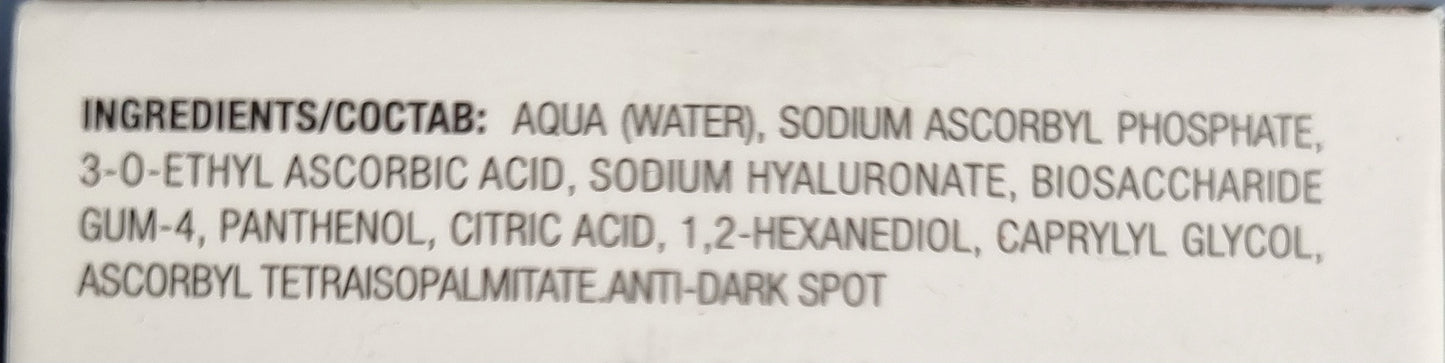 INGREDIENTS/СОСТАВ: AQUA (WATER), SODIUM ASCORBYL PHOSPHATE,
3-O-ETHYL ASCORBIC ACID, SODIUM HYALURONATE, BIOSACCHARIDE
GUM-4, PANTHENOL, CITRIC ACID, 1,2-HEXANEDIOL, CAPRYLYL GLYCOL,
ASCORBYL TETRAISOPALMITATE.ANTI-DARK SPOT